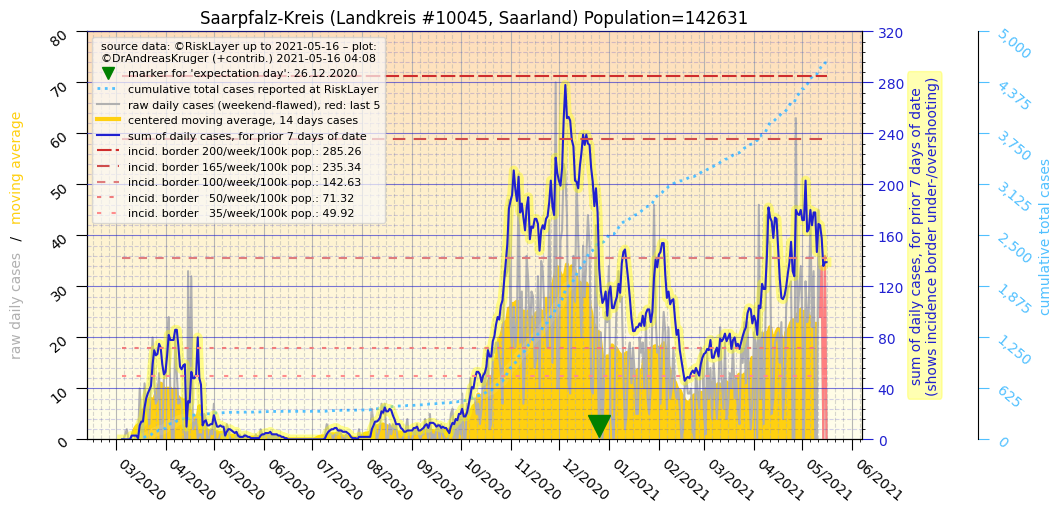 Saarpfalz-Kreis (Landkreis #10045, Saarland) Population=142631
source data: ©RiskLayer up to 2021-05-16 – plot:
©DrAndreasKruger (+contrib.) 2021-05-16 04:08
marker for 'expectation day': 26.12.2020
cumulative total cases reported at RiskLayer
raw daily cases (weekend-flawed), red: last 5
centered moving average, 14 days cases
sum of daily cases, for prior 7 days of date
incid. border 200/week/100k pop.: 285.26
incid. border 165/week/100k pop.: 235.34
incid. border 100/week/100k pop.: 142.63
incid. border 50/week/100k pop.: 71.32
incid. border 35/week/100k pop.: 49.92
raw daily cases / moving average
80
70
60
50
40
30
20
10
0
03/2020
04/2020
05/2020
06/2020
07/2020
08/2020
09/2020
10/2020
11/2020
12/2020
01/2021
02/2021
03/2021
04/2021
05/2021
06/2021
320
280
240
200
160
120
80
40
0
sum of daily cases, for prior 7 days of date
(shows incidence border under-/overshooting)
5,000
4,375
3,750
3,125
2,500
1,875
1,250
625
0
cumulative total cases